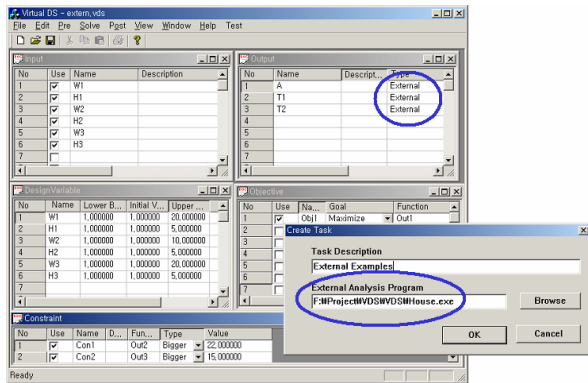 Virtual DS - extern,vds
File Edit Pre Solve Post View Window Help Test
Input
No Use Name Description
1 W1
2 H1
3 W2
4 H2
5 W3
6 H3
7
Output
No Name Descript... Type
1 A External
2 T1 External
3 T2 External
4
5
6
7
DesignVariable
No Name Lower B... Initial V... Upper ...
1 W1 1,000000 1,000000 20,000000
2 H1 1,000000 1,000000 5,000000
3 W2 1,000000 1,000000 10,000000
4 H2 1,000000 1,000000 5,000000
5 W3 1,000000 1,000000 20,000000
6 H3 1,000000 1,000000 5,000000
7
Objective
No Use Na... Goal Function
1 Obj1 Maximize Out1
2
3
4
5
6
7
Create Task
Task Description
External Examples
External Analysis Program
F:₩Project₩VDS₩VDS₩House.exe
Browse
OK
Cancel
Constraint
No Use Name D... Fun... Type Value
1 Con1 Out2 Bigger 22,000000
2 Con2 Out3 Bigger 15,000000
Ready